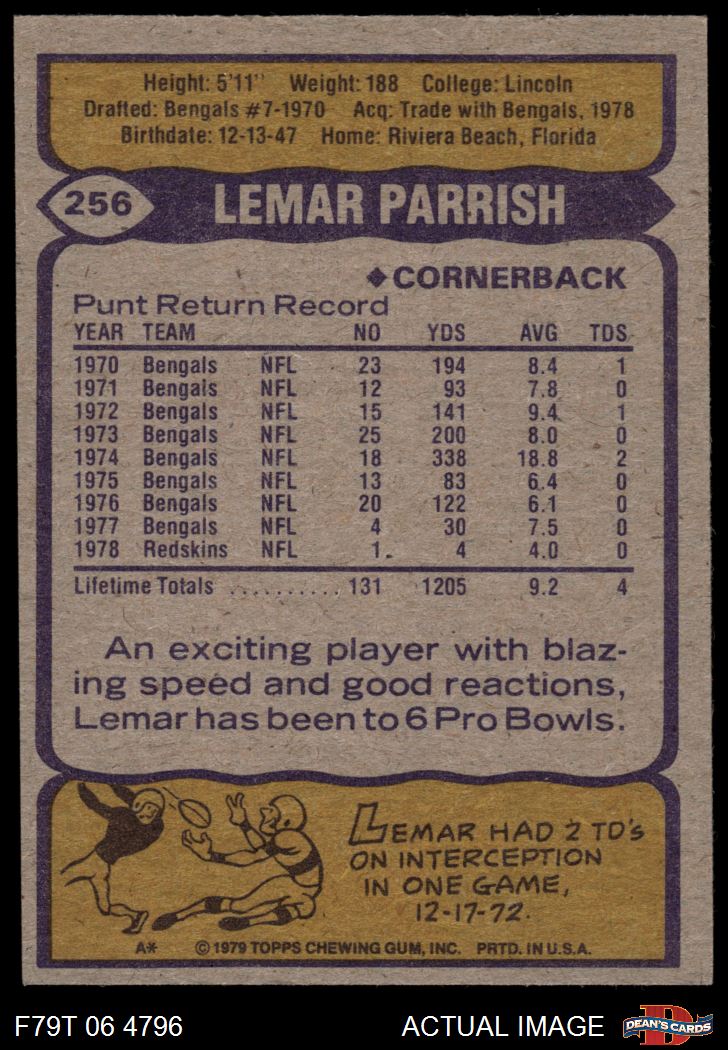 Height: 5'11" Weight: 188 College: Lincoln
Drafted: Bengals #7-1970 Acq: Trade with Bengals, 1978
Birthdate: 12-13-47 Home: Riviera Beach, Florida
256 LEMAR PARRISH
◆CORNERBACK
Punt Return Record
YEAR TEAM NO YDS AVG TDS
1970 Bengals NFL 23 194 8.4 1
1971 Bengals NFL 12 93 7.8 0
1972 Bengals NFL 15 141 9.4 1
1973 Bengals NFL 25 200 8.0 0
1974 Bengals NFL 18 338 18.8 2
1975 Bengals NFL 13 83 6.4 0
1976 Bengals NFL 20 122 6.1 0
1977 Bengals NFL 4 30 7.5 0
1978 Redskins NFL 1 4 4.0 0
Lifetime Totals .......... 131 1205 9.2 4
An exciting player with blaz-
ing speed and good reactions,
Lemar has been to 6 Pro Bowls.
LEMAR HAD 2 TD's
ON INTERCEPTION
IN ONE GAME,
12-17-72.
A* © 1979 TOPPS CHEWING GUM, INC. PRTD. IN U.S.A.
F79T 06 4796 ACTUAL IMAGE D DEAN'S CARDS